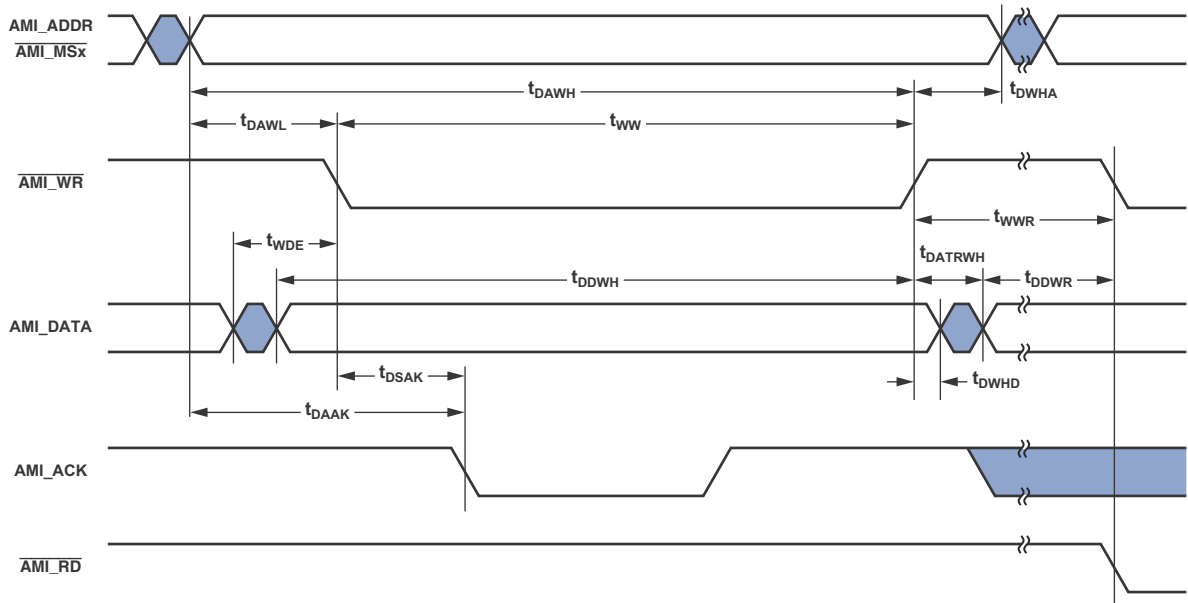 AMI_ADDR
AMI_MSx
tDAWH
tDWHA
tDAWL
tWW
AMI_WR
tWWR
tWDE
tDATRWH
tDDWH
tDDWR
AMI_DATA
tDSAK
tDWHD
tDAAK
AMI_ACK
AMI_RD